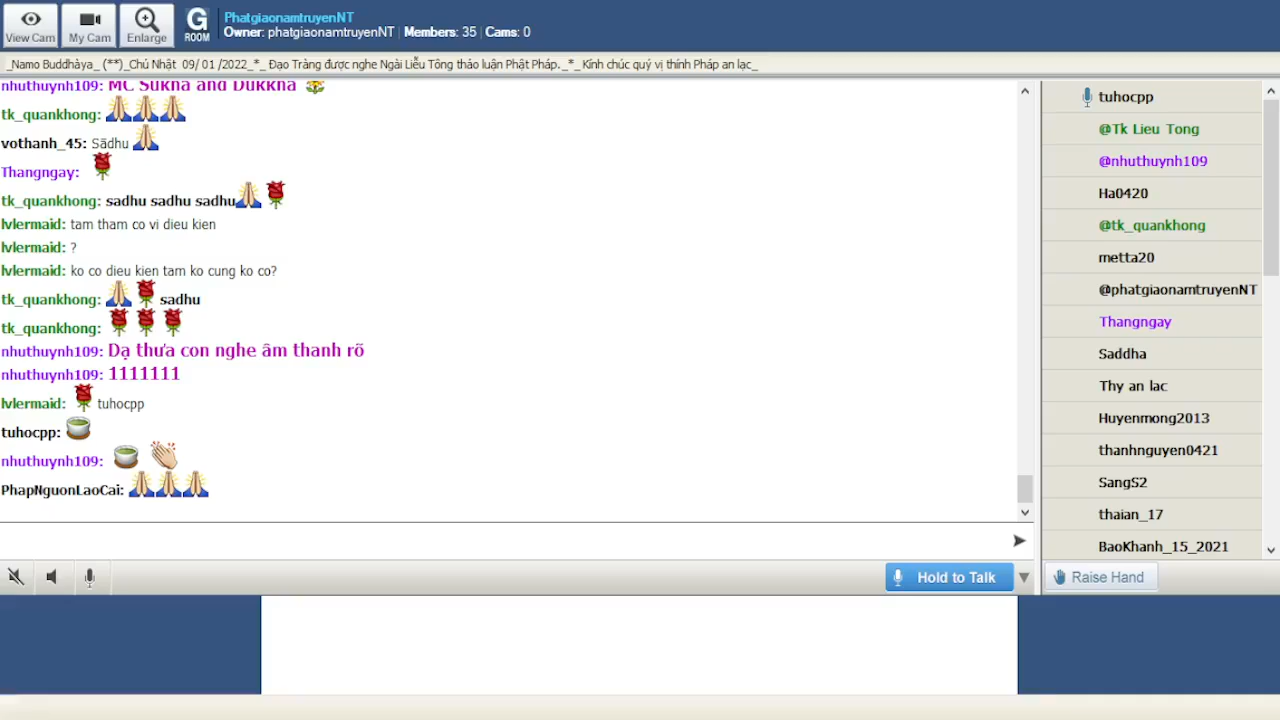 View Cam
My Cam
Enlarge
G
ROOM
PhatgiaonamtruyenNT
Owner: phatgiaonamtruyenNT | Members: 35 | Cams: 0
_Namo Buddhàya_ (**)_Chủ Nhật 09/ 01 /2022_*_ Đạo Tràng được nghe Ngài Liễu Tông thảo luận Phật Pháp._*_ Kính chúc quý vị thính Pháp an lạc_
nhuthuynh109: MC Sukha and Dukkha
tk_quankhong:
vothanh_45: Sādhu
Thangngay:
tk_quankhong: sadhu sadhu sadhu
lvlermaid: tam tham co vi dieu kien
lvlermaid: ?
lvlermaid: ko co dieu kien tam ko cung ko co?
tk_quankhong: sadhu
tk_quankhong:
nhuthuynh109: Dạ thưa con nghe âm thanh rõ
nhuthuynh109: 1111111
lvlermaid: tuhocpp
tuhocpp:
nhuthuynh109:
PhapNguonLaoCai:
tuhocpp
@Tk Lieu Tong
@nhuthuynh109
Ha0420
@tk_quankhong
metta20
@phatgiaonamtruyenNT
Thangngay
Saddha
Thy an lac
Huyenmong2013
thanhnguyen0421
SangS2
thaian_17
BaoKhanh_15_2021
Hold to Talk
Raise Hand